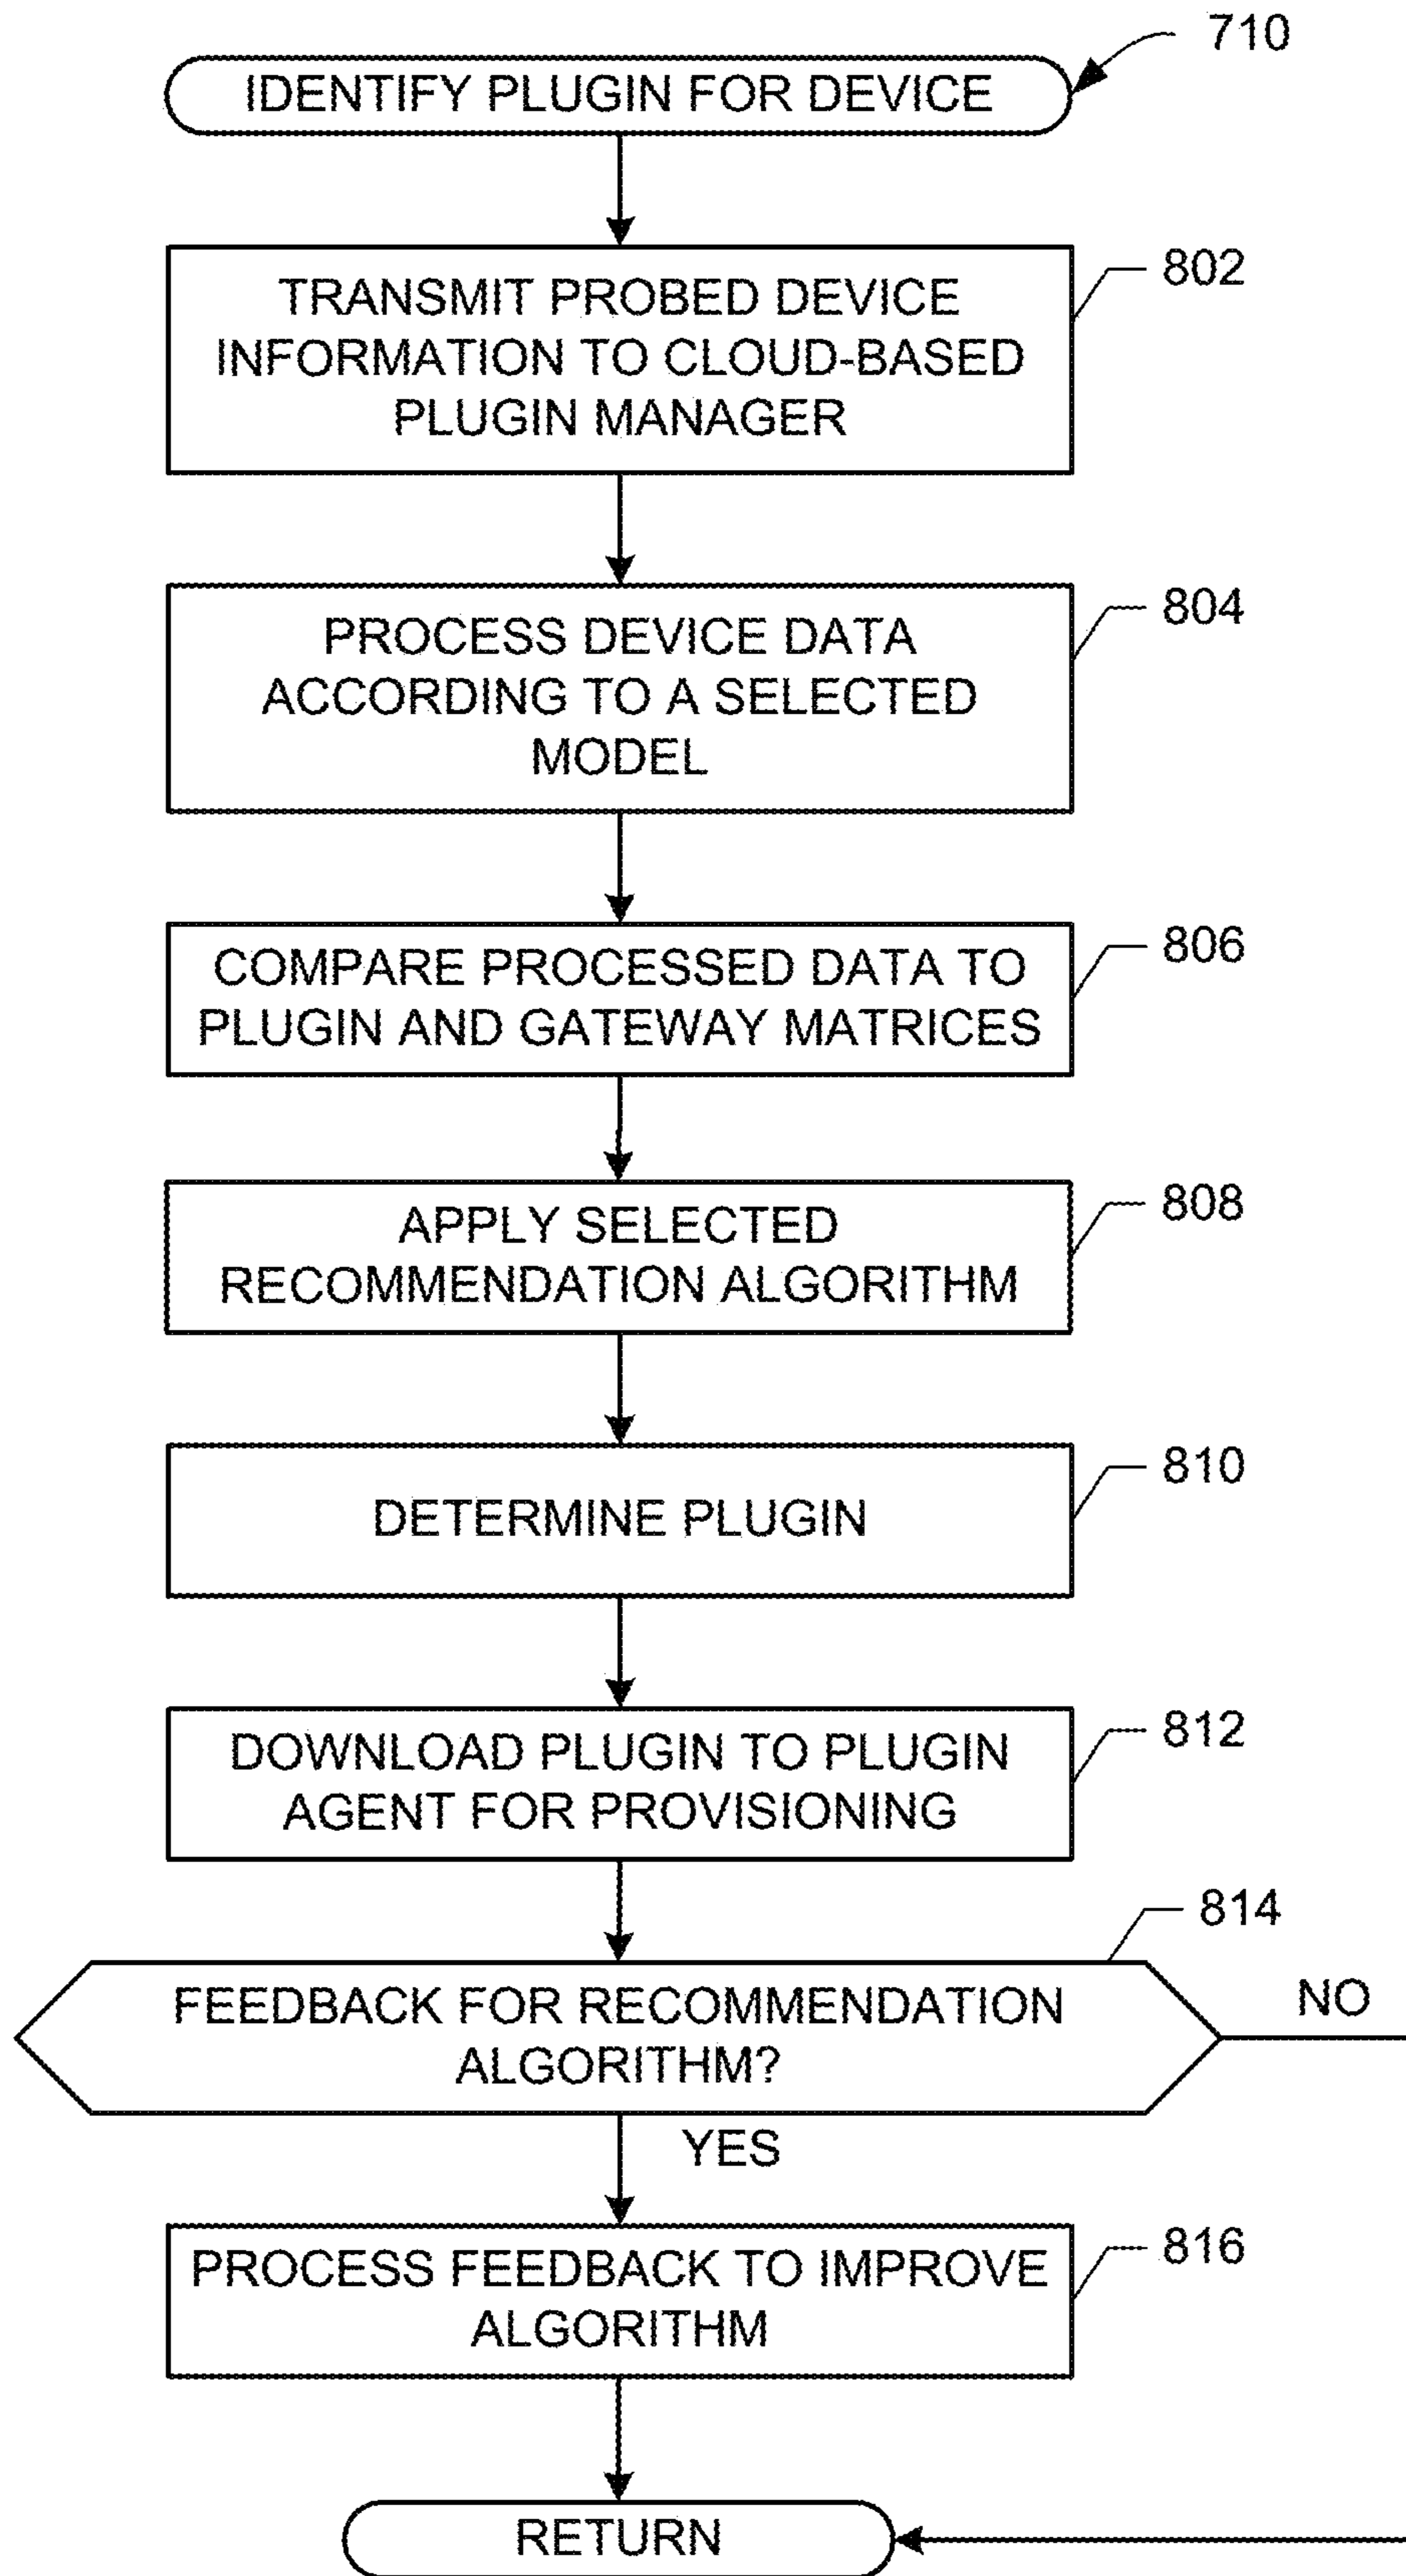 710
IDENTIFY PLUGIN FOR DEVICE
802
TRANSMIT PROBED DEVICE
INFORMATION TO CLOUD-BASED
PLUGIN MANAGER
804
PROCESS DEVICE DATA
ACCORDING TO A SELECTED
MODEL
806
COMPARE PROCESSED DATA TO
PLUGIN AND GATEWAY MATRICES
808
APPLY SELECTED
RECOMMENDATION ALGORITHM
810
DETERMINE PLUGIN
812
DOWNLOAD PLUGIN TO PLUGIN
AGENT FOR PROVISIONING
814
FEEDBACK FOR RECOMMENDATION
ALGORITHM?
NO
YES
816
PROCESS FEEDBACK TO IMPROVE
ALGORITHM
RETURN